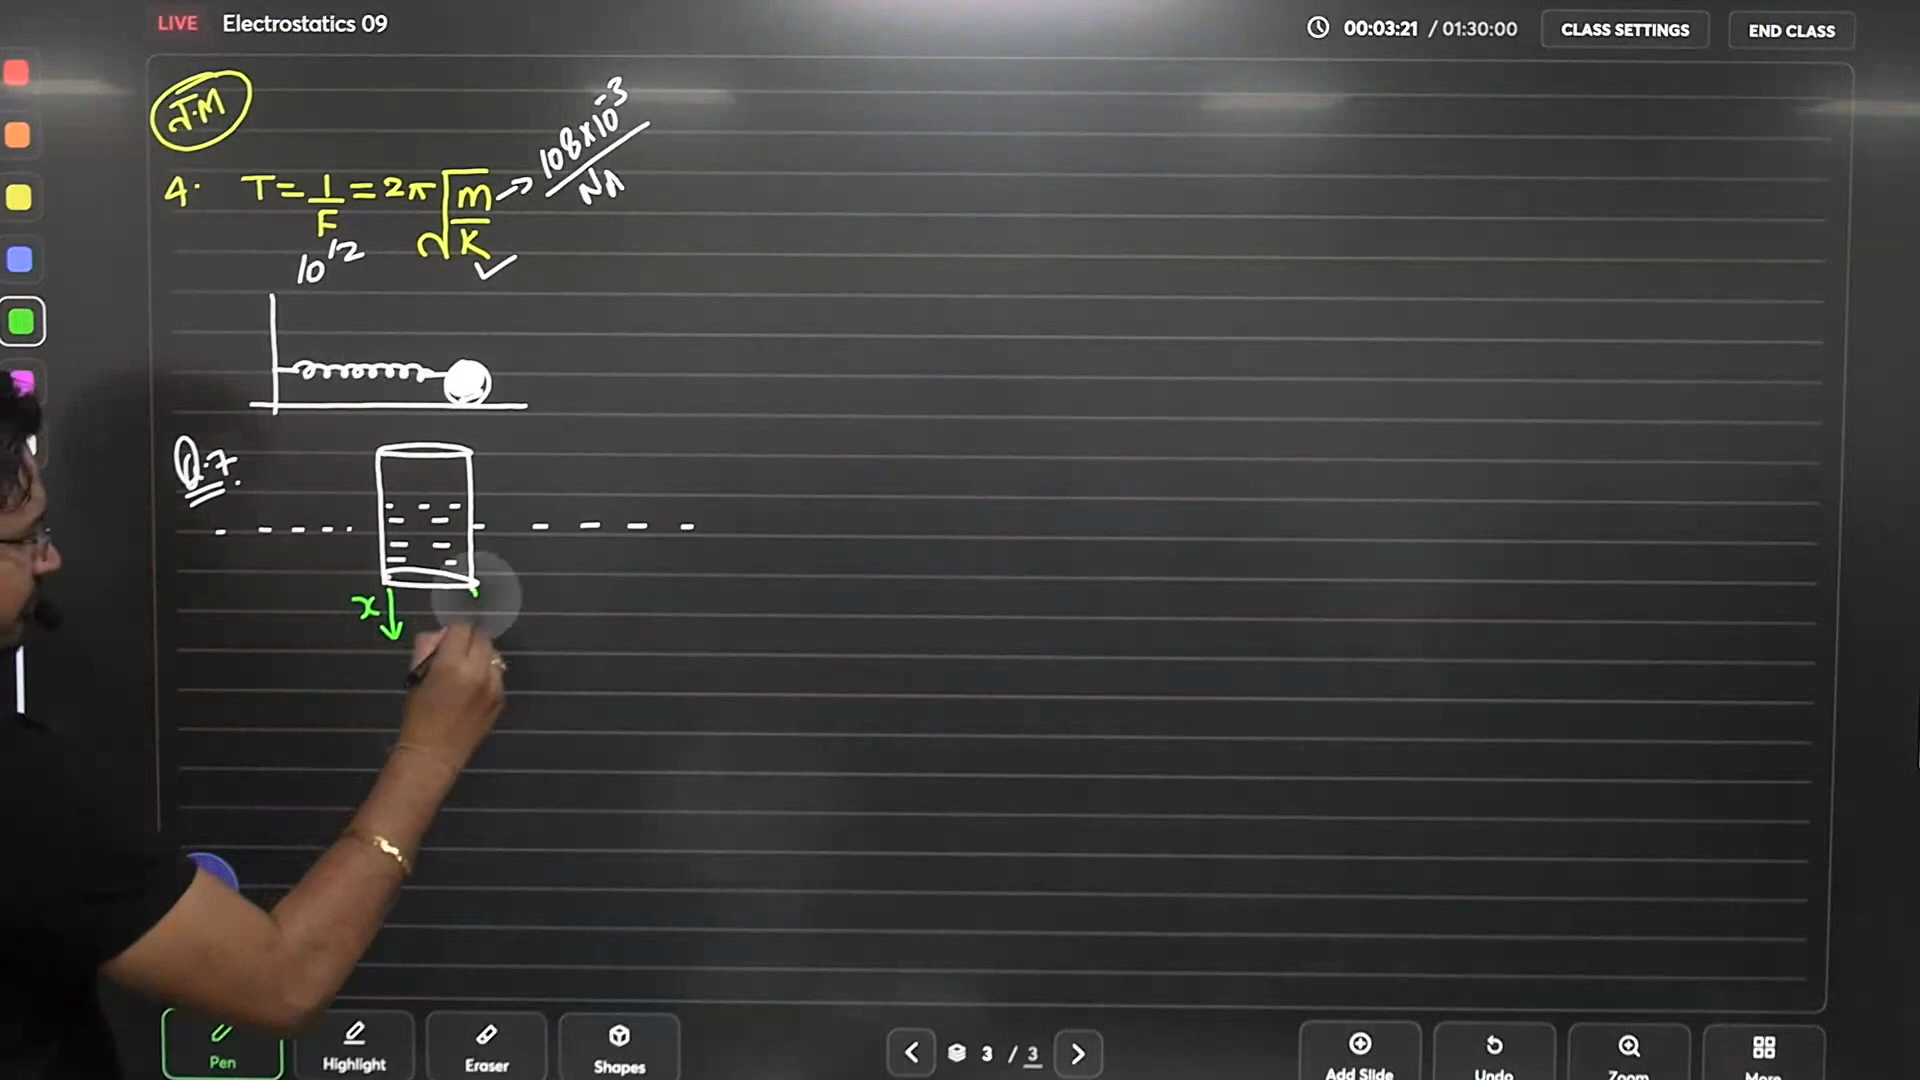 LIVE Electrostatics 09
00:03:21 / 01:30:00 CLASS SETTINGS END CLASS
4. T = 1/F = 2π √(m/K) → 108×10⁻³/NA
10¹²
Q.7.
x
Pen Highlight Eraser Shapes
3 / 3
Add Slide Undo Zoom More